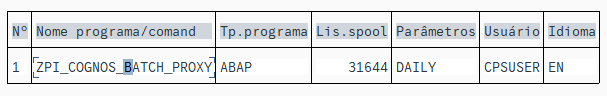 Nº Nome programa/comand Tp.programa Lis.spool Parâmetros Usuário Idioma
1 ZPI_COGNOS_BATCH_PROXY ABAP 31644 DAILY CPSUSER EN